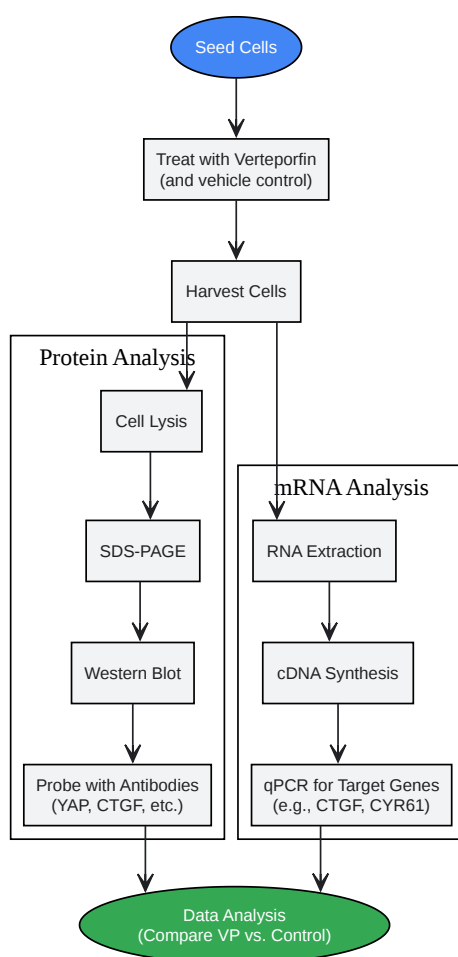 Seed Cells
Treat with Verteporfin
(and vehicle control)
Harvest Cells
Protein Analysis
Cell Lysis
SDS-PAGE
Western Blot
Probe with Antibodies
(YAP, CTGF, etc.)
mRNA Analysis
RNA Extraction
cDNA Synthesis
qPCR for Target Genes
(e.g., CTGF, CYR61)
Data Analysis
(Compare VP vs. Control)